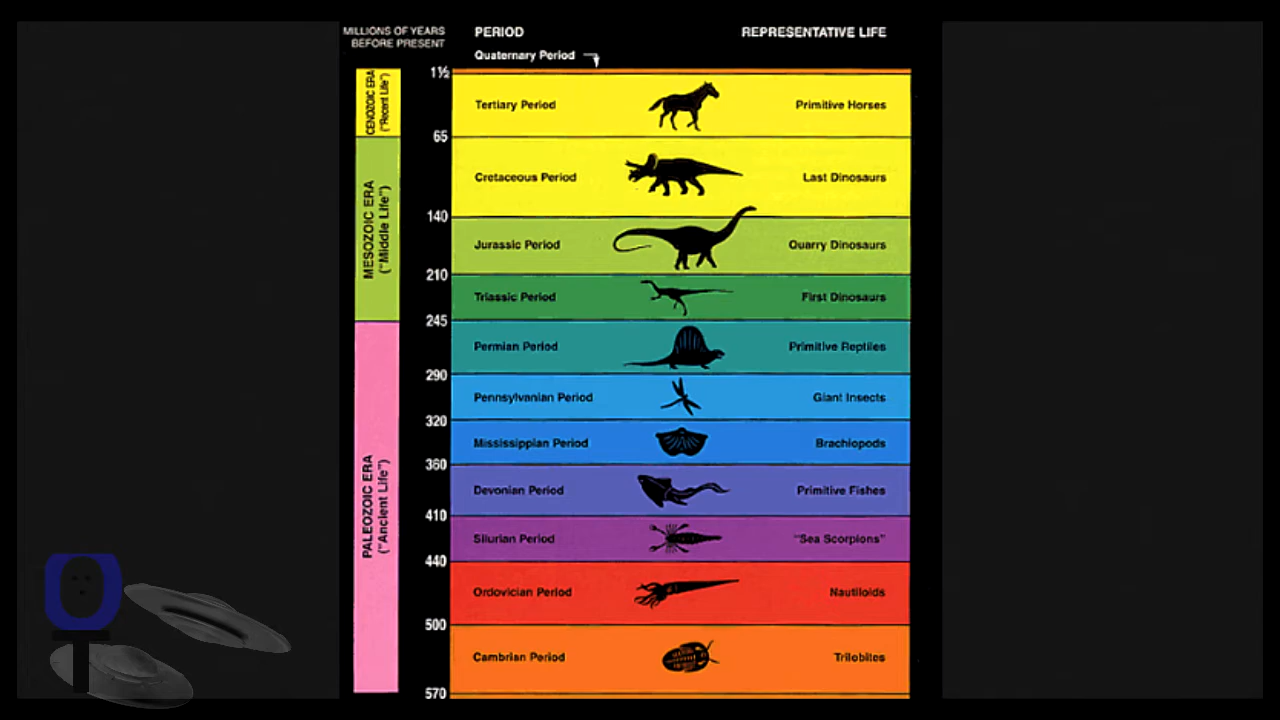 MILLIONS OF YEARS
BEFORE PRESENT
PERIOD
REPRESENTATIVE LIFE
Quaternary Period
CENOZOIC ERA
("Recent Life")
1½
Tertiary Period
Primitive Horses
65
MESOZOIC ERA
("Middle Life")
Cretaceous Period
Last Dinosaurs
140
Jurassic Period
Quarry Dinosaurs
210
Triassic Period
First Dinosaurs
245
PALEOZOIC ERA
("Ancient Life")
Permian Period
Primitive Reptiles
290
Pennsylvanian Period
Giant Insects
320
Mississippian Period
Brachiopods
360
Devonian Period
Primitive Fishes
410
Silurian Period
"Sea Scorpions"
440
Ordovician Period
Nautiloids
500
Cambrian Period
Trilobites
570